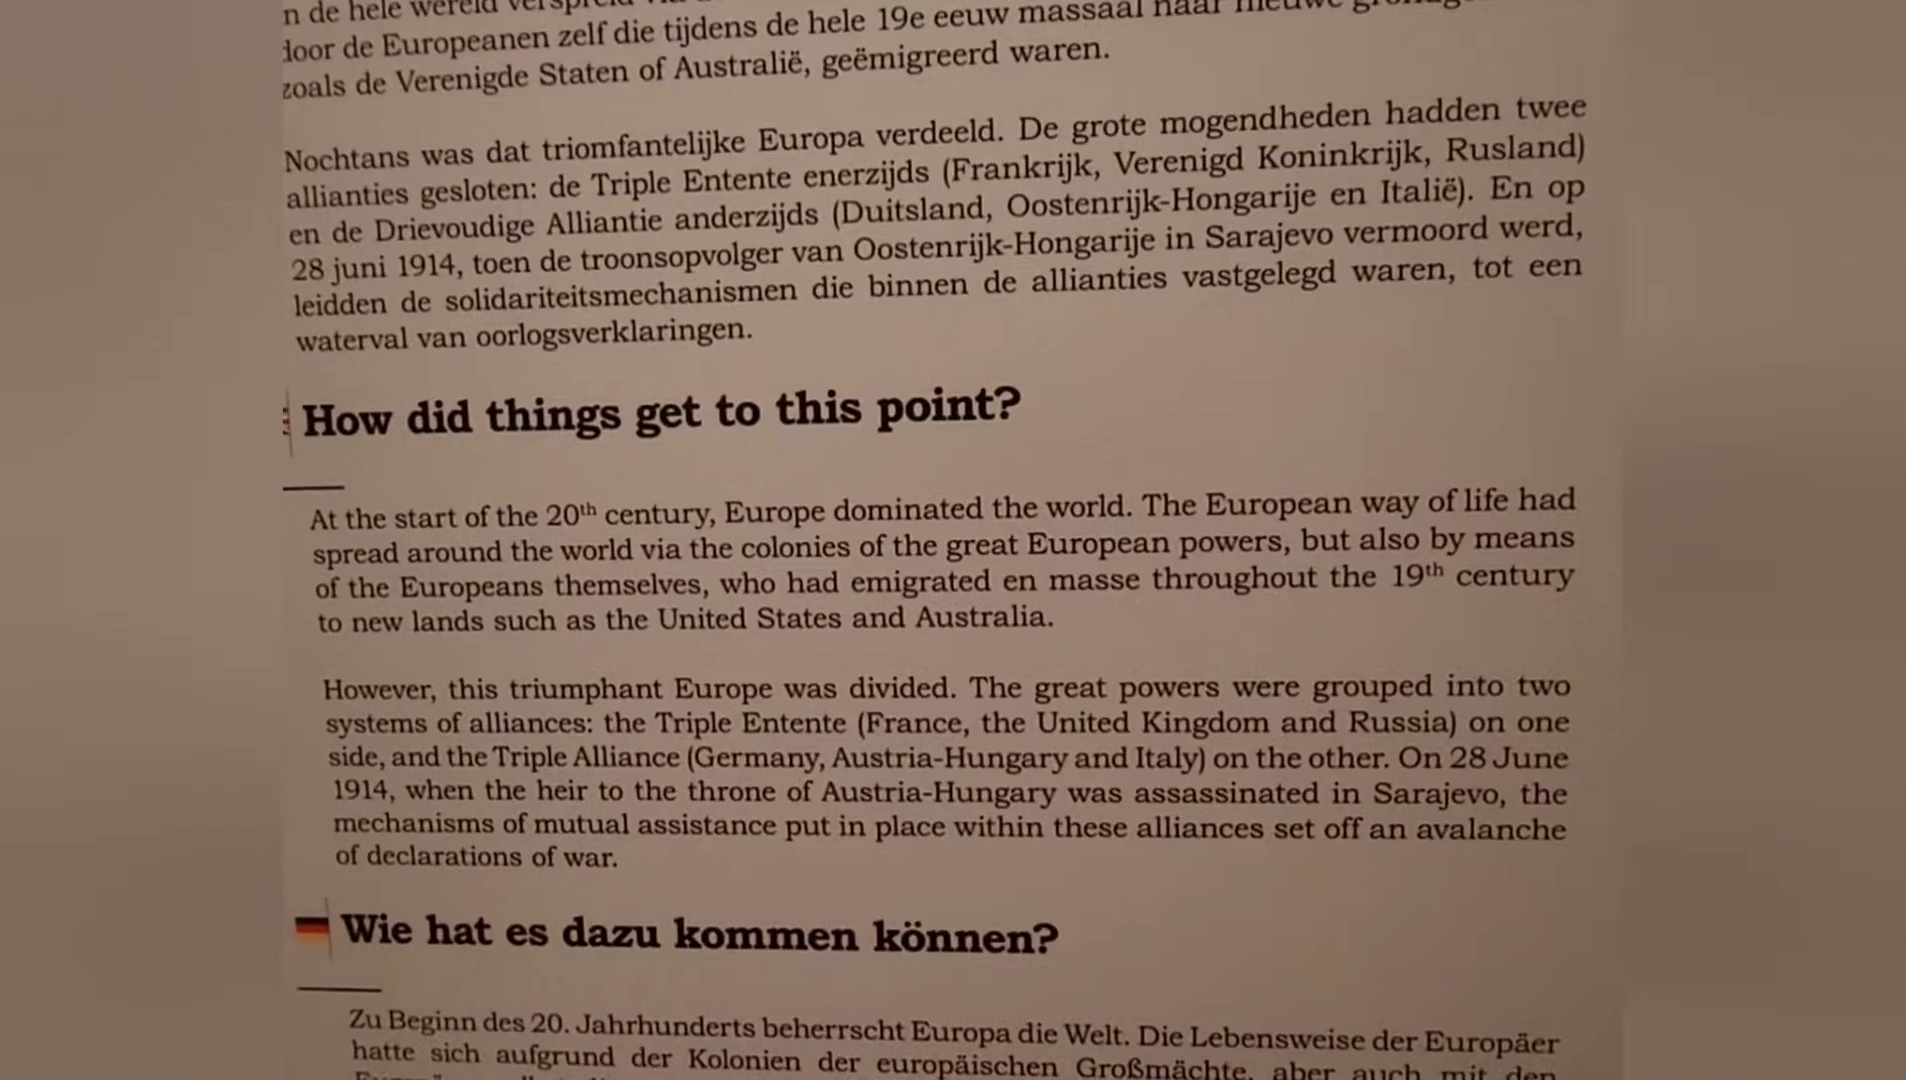 n de hele wereld
door de Europeanen zelf die tijdens de hele 19e eeuw massaal naar nieuwe
zoals de Verenigde Staten of Australië, geëmigreerd waren.
Nochtans was dat triomfantelijke Europa verdeeld. De grote mogendheden hadden twee
allianties gesloten: de Triple Entente enerzijds (Frankrijk, Verenigd Koninkrijk, Rusland)
en de Drievoudige Alliantie anderzijds (Duitsland, Oostenrijk-Hongarije en Italië). En op
28 juni 1914, toen de troonsopvolger van Oostenrijk-Hongarije in Sarajevo vermoord werd,
leidden de solidariteitsmechanismen die binnen de allianties vastgelegd waren, tot een
waterval van oorlogsverklaringen.
How did things get to this point?
At the start of the 20th century, Europe dominated the world. The European way of life had
spread around the world via the colonies of the great European powers, but also by means
of the Europeans themselves, who had emigrated en masse throughout the 19th century
to new lands such as the United States and Australia.
However, this triumphant Europe was divided. The great powers were grouped into two
systems of alliances: the Triple Entente (France, the United Kingdom and Russia) on one
side, and the Triple Alliance (Germany, Austria-Hungary and Italy) on the other. On 28 June
1914, when the heir to the throne of Austria-Hungary was assassinated in Sarajevo, the
mechanisms of mutual assistance put in place within these alliances set off an avalanche
of declarations of war.
Wie hat es dazu kommen können?
Zu Beginn des 20. Jahrhunderts beherrscht Europa die Welt. Die Lebensweise der Europäer
hatte sich aufgrund der Kolonien der europäischen Großmächte, aber auch mit den